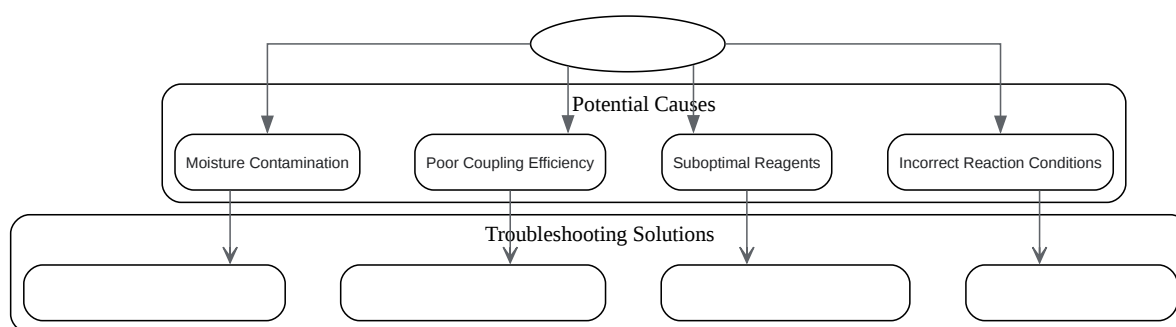 Potential Causes
Moisture Contamination
Poor Coupling Efficiency
Suboptimal Reagents
Incorrect Reaction Conditions
Troubleshooting Solutions